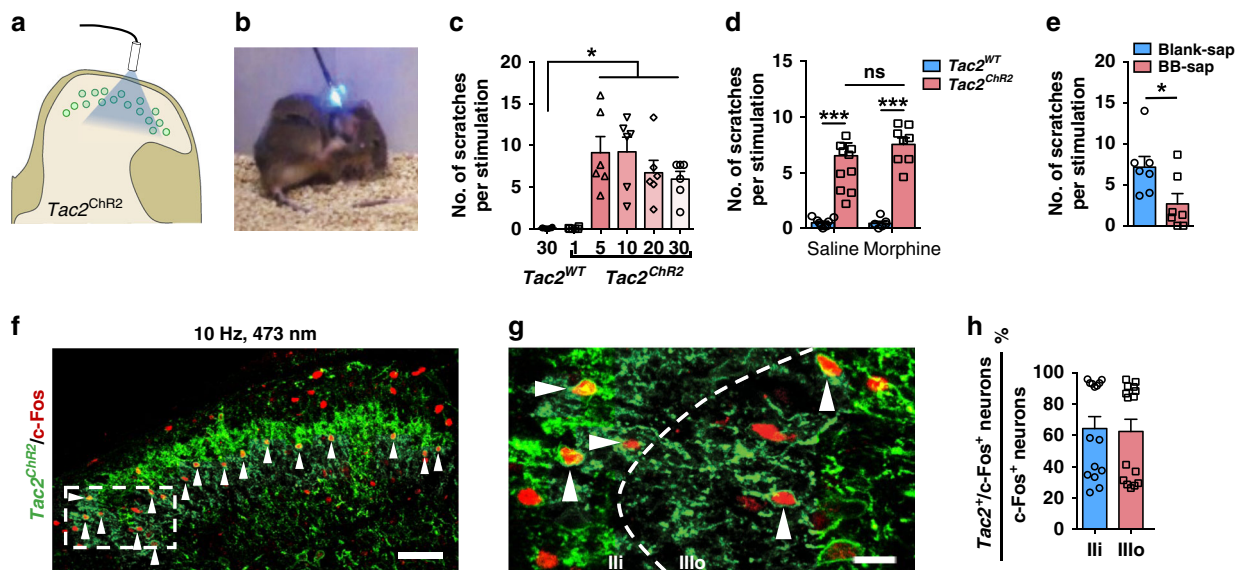 a
Tac2ChR2
b
c
No. of scratches
per stimulation
20
15
10
5
0
*
30 1 5 10 20 30
Tac2WT Tac2ChR2
d
No. of scratches
per stimulation
15
10
5
0
Tac2WT
Tac2ChR2
ns
*** ***
Saline Morphine
e
Blank-sap
BB-sap
No. of scratches
per stimulation
20
15
10
5
0
*
f
10 Hz, 473 nm
Tac2ChR2/c-Fos
g
IIi IIIo
h
%
Tac2+/c-Fos+ neurons
c-Fos+ neurons
100
80
60
40
20
0
IIi IIIo